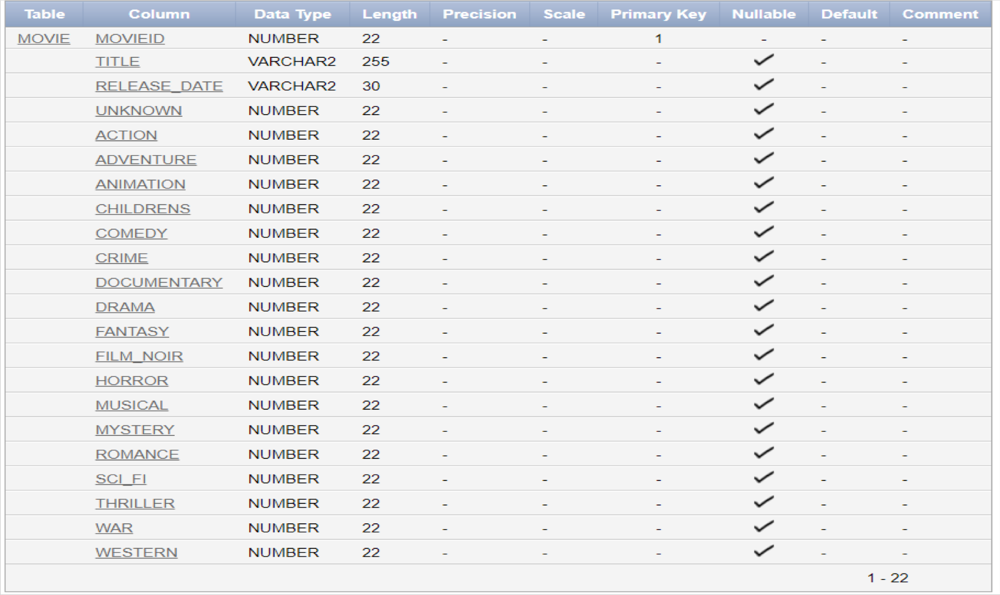 Table Column Data Type Length Precision Scale Primary Key Nullable Default Comment
MOVIE MOVIEID NUMBER 22 - - 1 - - -
TITLE VARCHAR2 255 - - - ✓ - -
RELEASE_DATE VARCHAR2 30 - - - ✓ - -
UNKNOWN NUMBER 22 - - - ✓ - -
ACTION NUMBER 22 - - - ✓ - -
ADVENTURE NUMBER 22 - - - ✓ - -
ANIMATION NUMBER 22 - - - ✓ - -
CHILDRENS NUMBER 22 - - - ✓ - -
COMEDY NUMBER 22 - - - ✓ - -
CRIME NUMBER 22 - - - ✓ - -
DOCUMENTARY NUMBER 22 - - - ✓ - -
DRAMA NUMBER 22 - - - ✓ - -
FANTASY NUMBER 22 - - - ✓ - -
FILM_NOIR NUMBER 22 - - - ✓ - -
HORROR NUMBER 22 - - - ✓ - -
MUSICAL NUMBER 22 - - - ✓ - -
MYSTERY NUMBER 22 - - - ✓ - -
ROMANCE NUMBER 22 - - - ✓ - -
SCI_FI NUMBER 22 - - - ✓ - -
THRILLER NUMBER 22 - - - ✓ - -
WAR NUMBER 22 - - - ✓ - -
WESTERN NUMBER 22 - - - ✓ - -
1 - 22